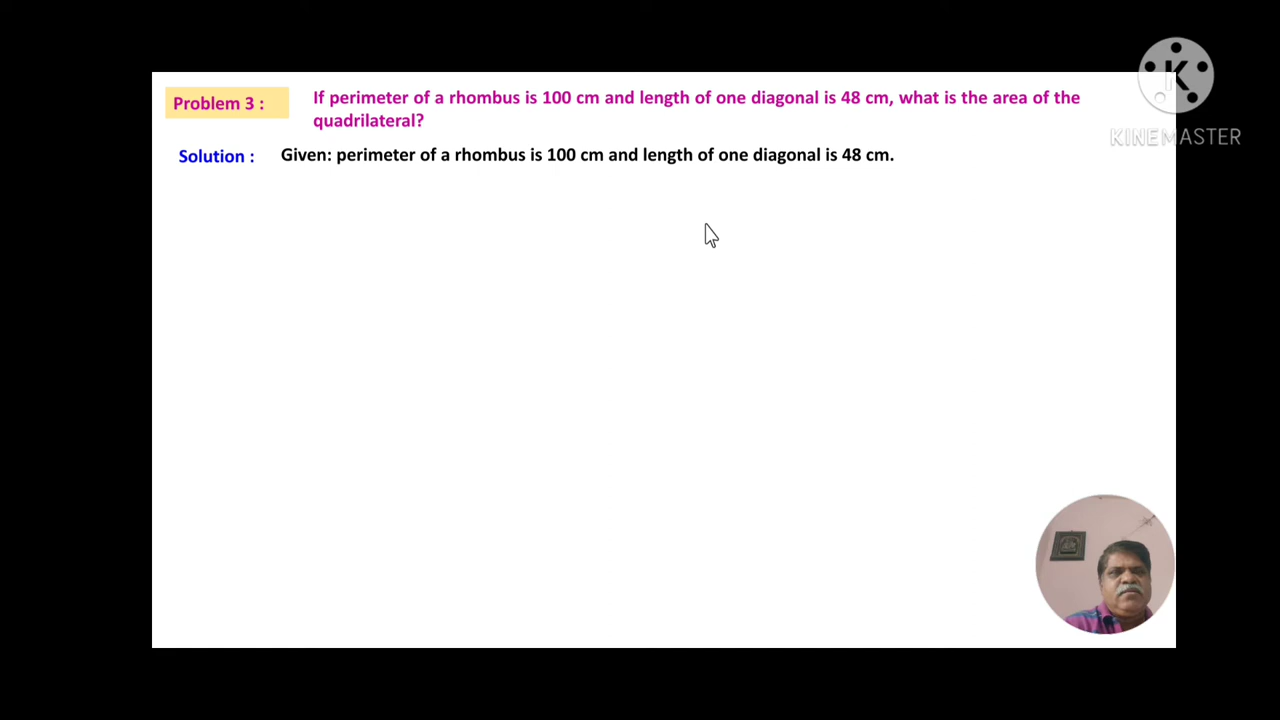 K
KINEMASTER
Problem 3 :
If perimeter of a rhombus is 100 cm and length of one diagonal is 48 cm, what is the area of the
quadrilateral?
Solution :
Given: perimeter of a rhombus is 100 cm and length of one diagonal is 48 cm.